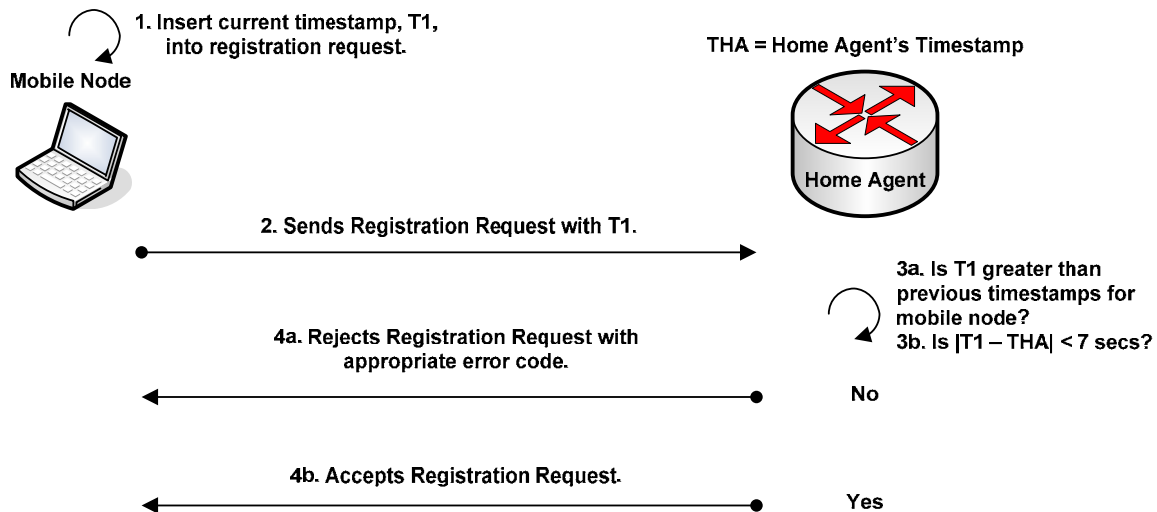 1. Insert current timestamp, T1,
into registration request.
THA = Home Agent's Timestamp
Mobile Node
Home Agent
2. Sends Registration Request with T1.
3a. Is T1 greater than
previous timestamps for
mobile node?
3b. Is |T1 – THA| < 7 secs?
4a. Rejects Registration Request with
appropriate error code.
No
4b. Accepts Registration Request.
Yes